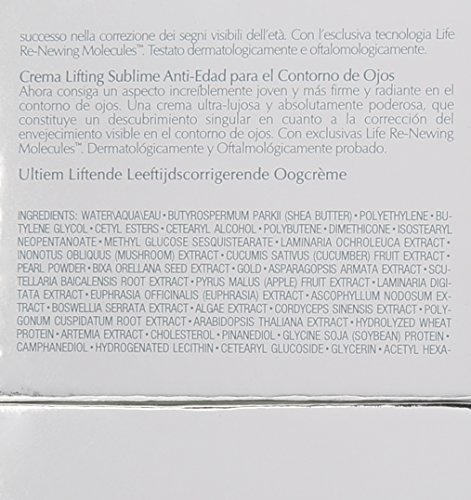 successo nella correzione dei segni visibili dell'età. Con l'esclusiva tecnologia Life
Re-Newing Molecules™. Testato dermatologicamente e oftalomologicamente.
Crema Lifting Sublime Anti-Edad para el Contorno de Ojos
Ahora consiga un aspecto increíblemente joven y más firme y radiante en el
contorno de ojos. Una crema ultra-lujosa y absolutamente poderosa, que
constituye un descubrimiento singular en cuanto a la corrección del
envejecimiento visible en el contorno de ojos. Con exclusivas Life Re-Newing
Molecules™. Dermatológicamente y Oftalmológicamente probado.
Ultiem Liftende Leeftijdscorrigerende Oogcrème
INGREDIENTS: WATER\AQUA\EAU • BUTYROSPERMUM PARKII (SHEA BUTTER) • POLYETHYLENE • BU-
TYLENE GLYCOL • CETYL ESTERS • CETEARYL ALCOHOL • POLYBUTENE • DIMETHICONE • ISOSTEARYL
NEOPENTANOATE • METHYL GLUCOSE SESQUISTEARATE • LAMINARIA OCHROLEUCA EXTRACT •
INONOTUS OBLIQUUS (MUSHROOM) EXTRACT • CUCUMIS SATIVUS (CUCUMBER) FRUIT EXTRACT •
PEARL POWDER • BIXA ORELLANA SEED EXTRACT • GOLD • ASPARAGOPSIS ARMATA EXTRACT • SCU-
TELLARIA BAICALENSIS ROOT EXTRACT • PYRUS MALUS (APPLE) FRUIT EXTRACT • LAMINARIA DIGI-
TATA EXTRACT • EUPHRASIA OFFICINALIS (EUPHRASIA) EXTRACT • ASCOPHYLLUM NODOSUM EX-
TRACT • BOSWELLIA SERRATA EXTRACT • ALGAE EXTRACT • CORDYCEPS SINENSIS EXTRACT • POLY-
GONUM CUSPIDATUM ROOT EXTRACT • ARABIDOPSIS THALIANA EXTRACT • HYDROLYZED WHEAT
PROTEIN • ARTEMIA EXTRACT • CHOLESTEROL • PINANEDIOL • GLYCINE SOJA (SOYBEAN) PROTEIN •
CAMPHANEDIOL • HYDROGENATED LECITHIN • CETEARYL GLUCOSIDE • GLYCERIN • ACETYL HEXA-